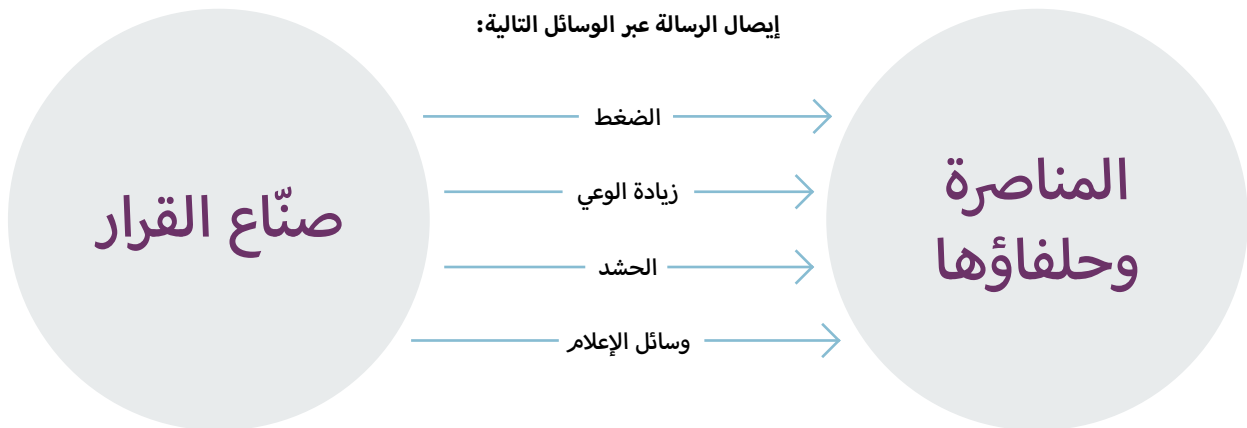 إيصال الرسالة عبر الوسائل التالية:
المناصرة
وحلفاؤها
الضغط
زيادة الوعي
الحشد
وسائل الإعلام
صنّاع القرار